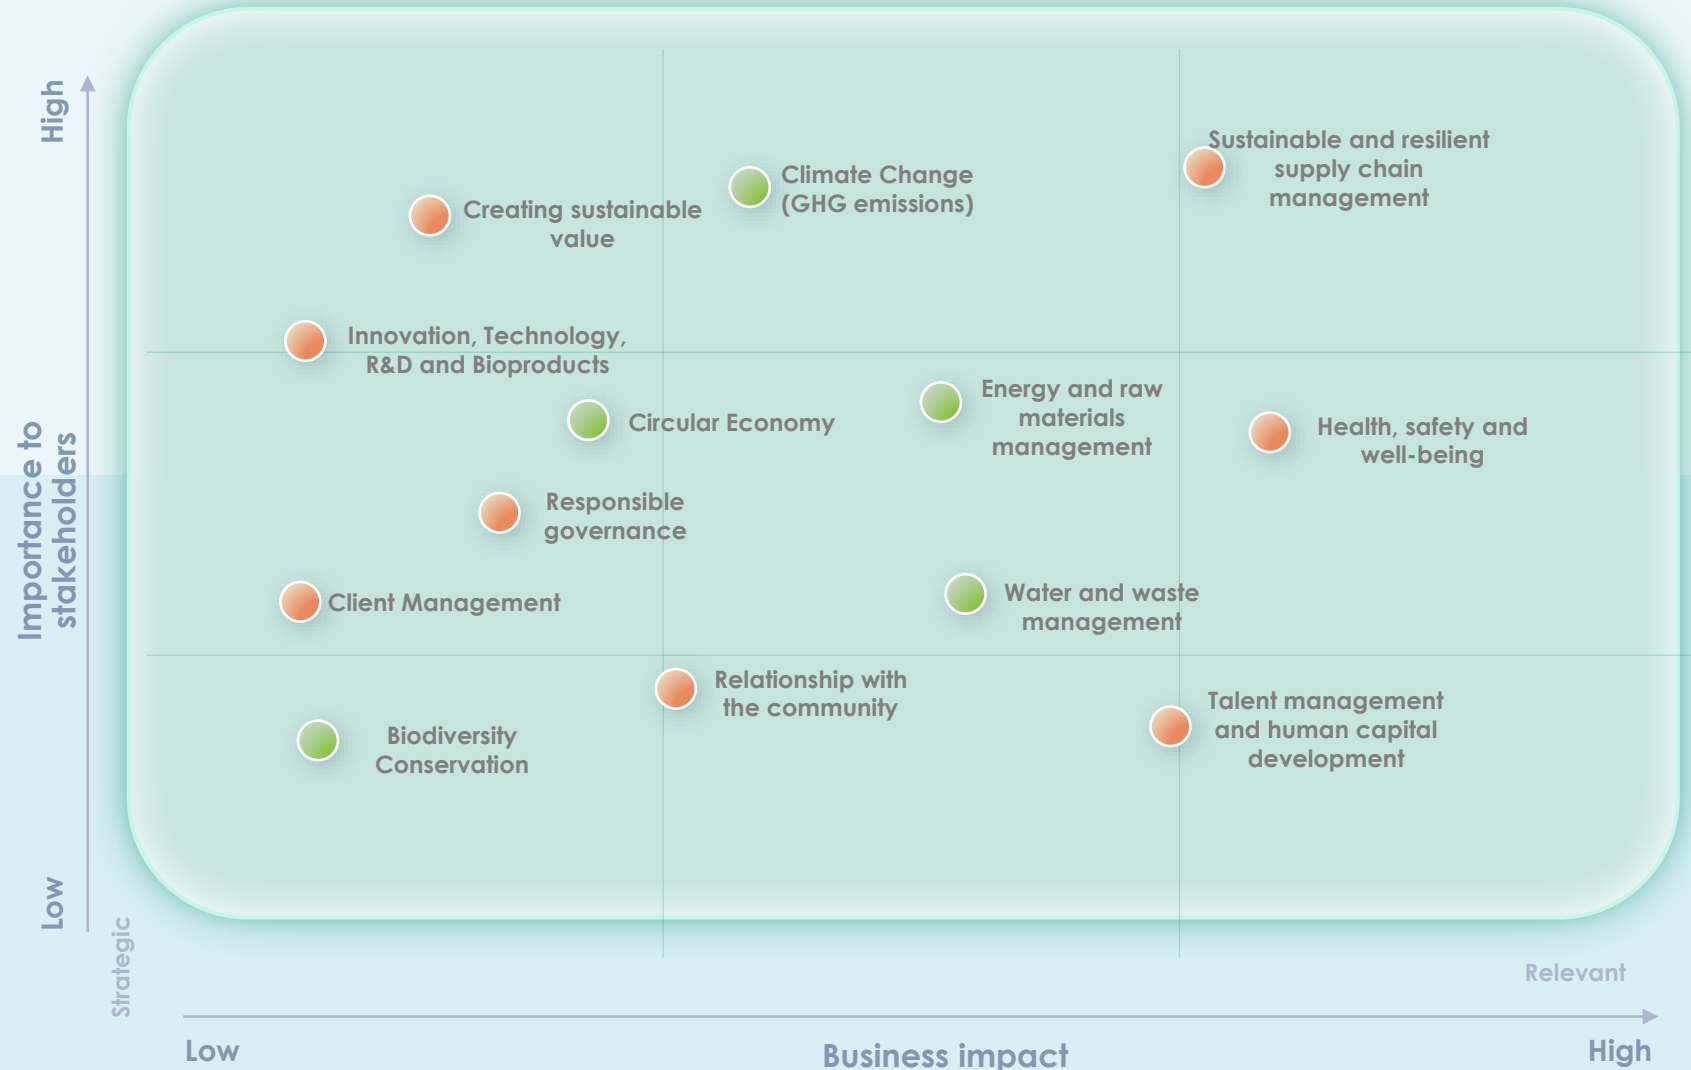 High
Importance to
stakeholders
Low
Strategic
Sustainable and resilient
supply chain
management
Climate Change
(GHG emissions)
Creating sustainable
value
Innovation, Technology,
R&D and Bioproducts
Energy and raw
materials
management
Circular Economy
Health, safety and
well-being
Responsible
governance
Client Management
Water and waste
management
Relationship with
the community
Talent management
and human capital
development
Biodiversity
Conservation
Relevant
Low
Business impact
High